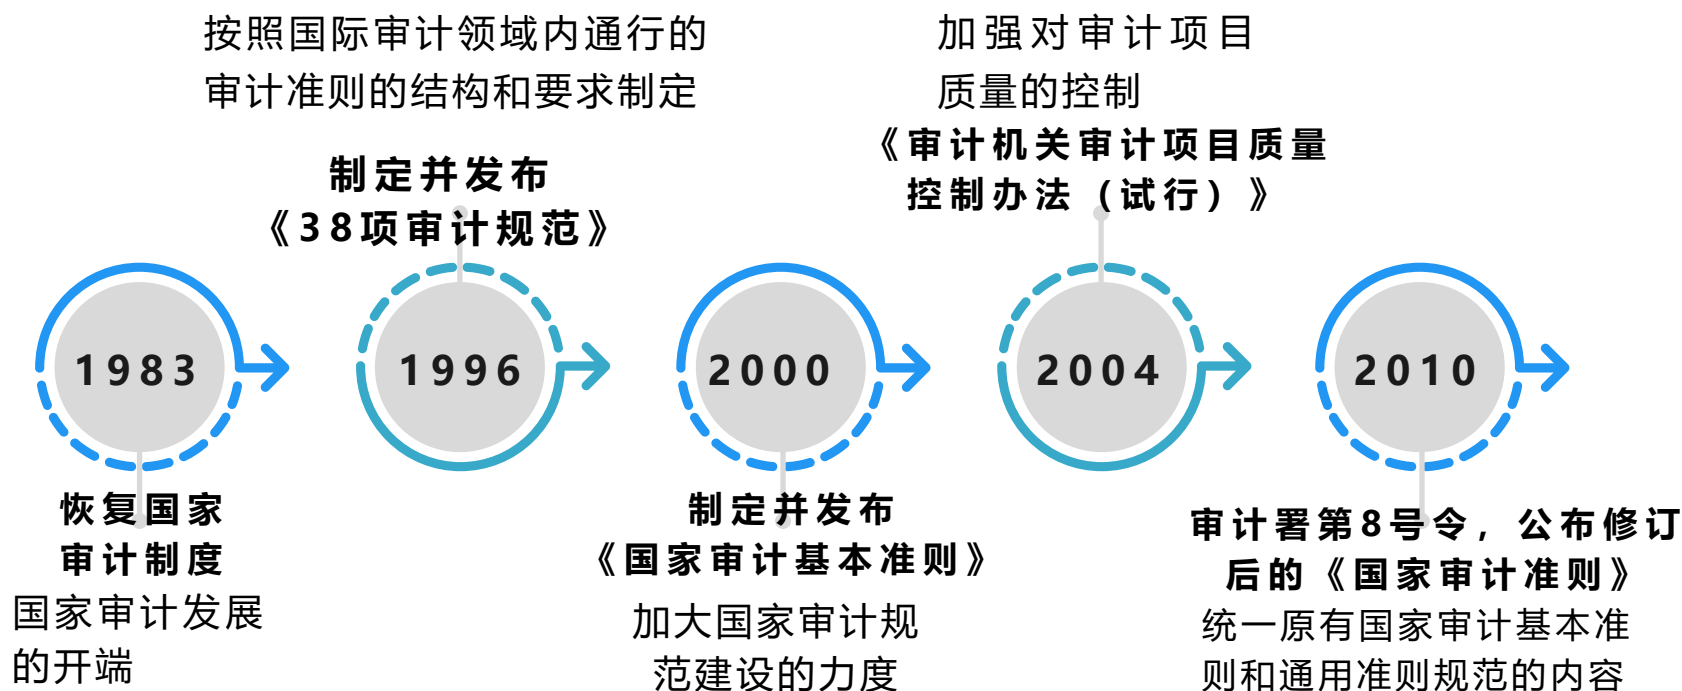 按照国际审计领域内通行的
审计准则的结构和要求制定
制定并发布
《38项审计规范》
加强对审计项目
质量的控制
《审计机关审计项目质量
控制办法（试行）》
1983
1996
2000
2004
2010
恢复国家
审计制度
国家审计发展
的开端
制定并发布
《国家审计基本准则》
加大国家审计规
范建设的力度
审计署第8号令，公布修订
后的《国家审计准则》
统一原有国家审计基本准
则和通用准则规范的内容